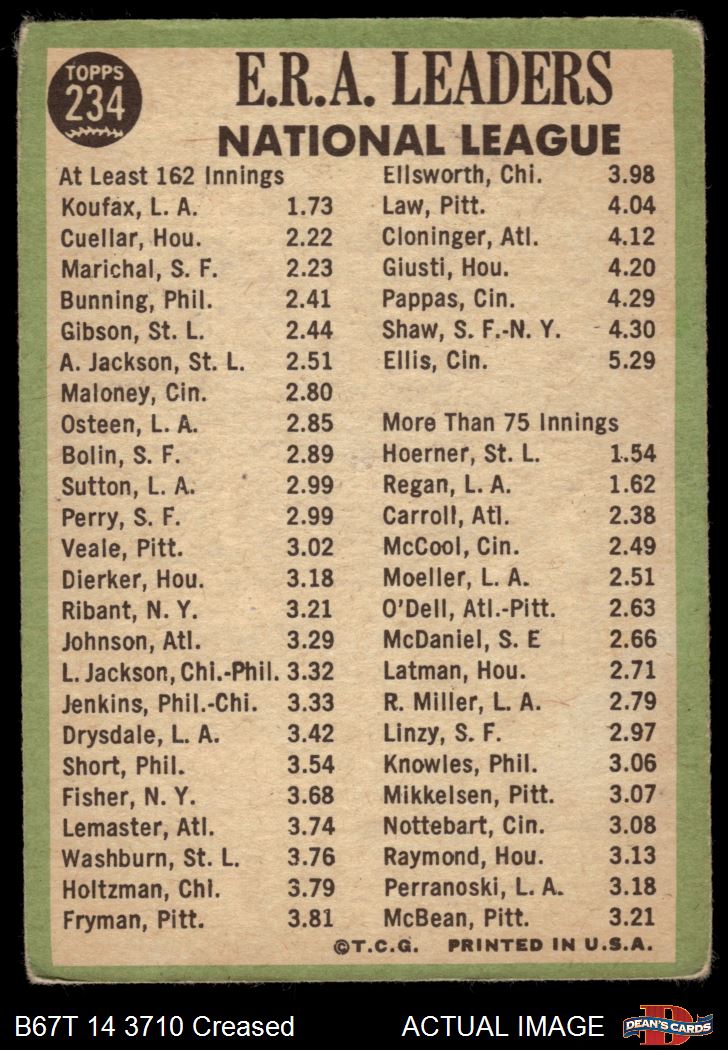 TOPPS
234
E.R.A. LEADERS
NATIONAL LEAGUE
At Least 162 Innings
Koufax, L. A. 1.73
Cuellar, Hou. 2.22
Marichal, S. F. 2.23
Bunning, Phil. 2.41
Gibson, St. L. 2.44
A. Jackson, St. L. 2.51
Maloney, Cin. 2.80
Osteen, L. A. 2.85
Bolin, S. F. 2.89
Sutton, L. A. 2.99
Perry, S. F. 2.99
Veale, Pitt. 3.02
Dierker, Hou. 3.18
Ribant, N. Y. 3.21
Johnson, Atl. 3.29
L. Jackson, Chi.-Phil. 3.32
Jenkins, Phil.-Chi. 3.33
Drysdale, L. A. 3.42
Short, Phil. 3.54
Fisher, N. Y. 3.68
Lemaster, Atl. 3.74
Washburn, St. L. 3.76
Holtzman, Chi. 3.79
Fryman, Pitt. 3.81
Ellsworth, Chi. 3.98
Law, Pitt. 4.04
Cloninger, Atl. 4.12
Giusti, Hou. 4.20
Pappas, Cin. 4.29
Shaw, S. F.-N. Y. 4.30
Ellis, Cin. 5.29
More Than 75 Innings
Hoerner, St. L. 1.54
Regan, L. A. 1.62
Carroll, Atl. 2.38
McCool, Cin. 2.49
Moeller, L. A. 2.51
O'Dell, Atl.-Pitt. 2.63
McDaniel, S. E 2.66
Latman, Hou. 2.71
R. Miller, L. A. 2.79
Linzy, S. F. 2.97
Knowles, Phil. 3.06
Mikkelsen, Pitt. 3.07
Nottebart, Cin. 3.08
Raymond, Hou. 3.13
Perranoski, L. A. 3.18
McBean, Pitt. 3.21
©T.C.G. PRINTED IN U.S.A.
B67T 14 3710 Creased ACTUAL IMAGE
DEAN'S CARDS